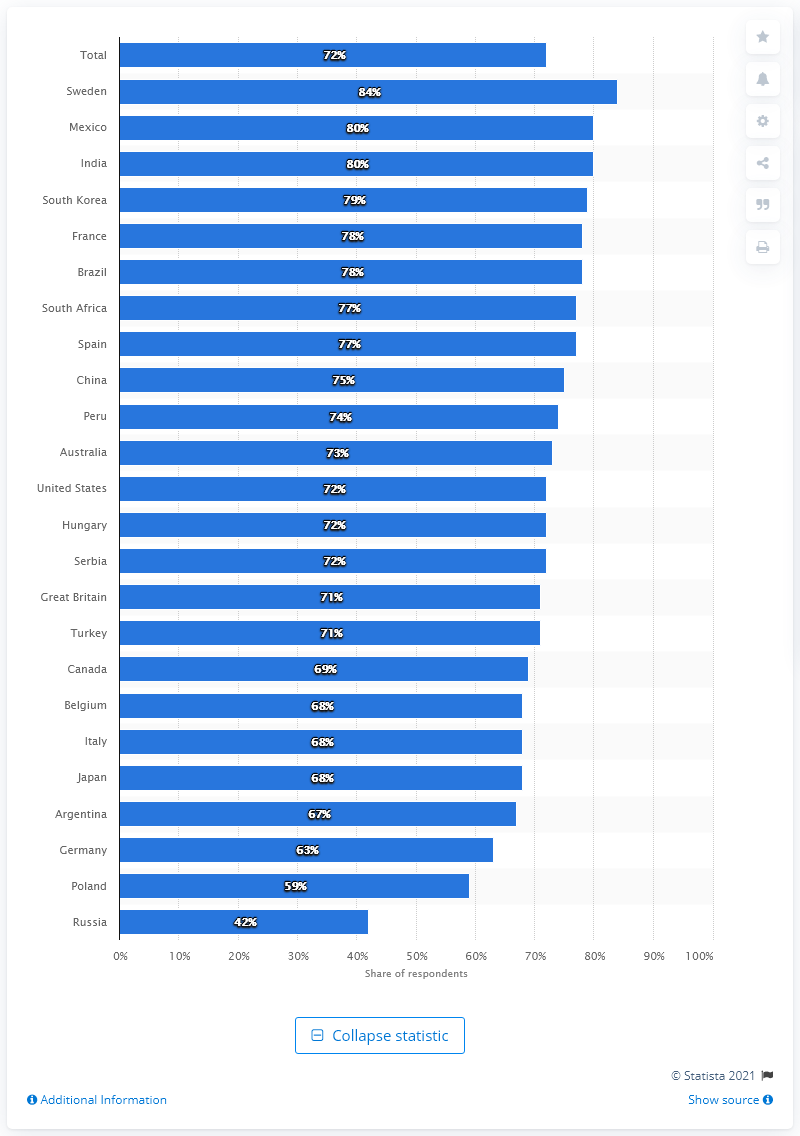 Total 72%
Sweden 84%
Mexico 80%
India 80%
South Korea 79%
France 78%
Brazil 78%
South Africa 77%
Spain 77%
China 75%
Peru 74%
Australia 73%
United States 72%
Hungary 72%
Serbia 72%
Great Britain 71%
Turkey 71%
Canada 69%
Belgium 68%
Italy 68%
Japan 68%
Argentina 67%
Germany 63%
Poland 59%
Russia 42%
0% 10% 20% 30% 40% 50% 60% 70% 80% 90% 100%
Share of respondents
Collapse statistic
© Statista 2021
Additional Information Show source